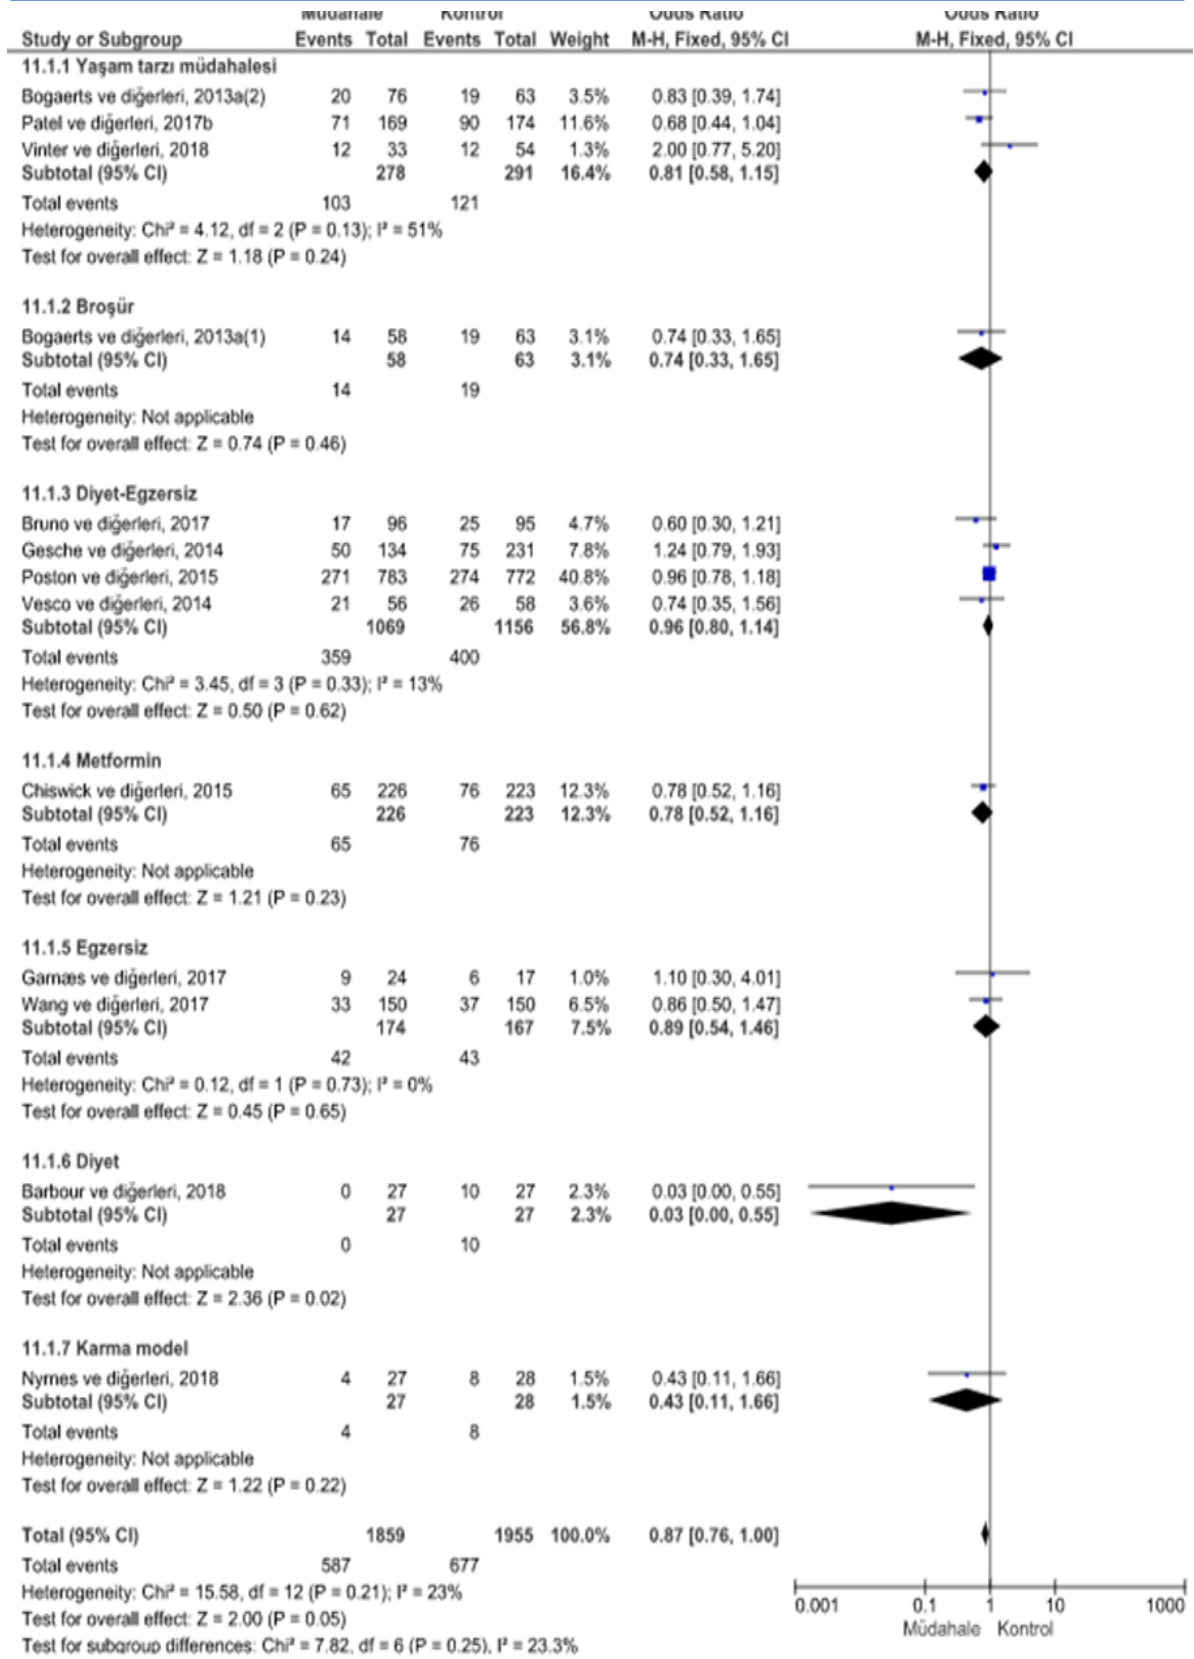 Müdahale Kontrol Odds Ratio Odds Ratio
Study or Subgroup Events Total Events Total Weight M-H, Fixed, 95% CI M-H, Fixed, 95% CI
11.1.1 Yaşam tarzı müdahalesi
Bogaerts ve diğerleri, 2013a(2) 20 76 19 63 3.5% 0.83 [0.39, 1.74]
Patel ve diğerleri, 2017b 71 169 90 174 11.6% 0.68 [0.44, 1.04]
Vinter ve diğerleri, 2018 12 33 12 54 1.3% 2.00 [0.77, 5.20]
Subtotal (95% CI) 278 291 16.4% 0.81 [0.58, 1.15]
Total events 103 121
Heterogeneity: Chi² = 4.12, df = 2 (P = 0.13); I² = 51%
Test for overall effect: Z = 1.18 (P = 0.24)
11.1.2 Broşür
Bogaerts ve diğerleri, 2013a(1) 14 58 19 63 3.1% 0.74 [0.33, 1.65]
Subtotal (95% CI) 58 63 3.1% 0.74 [0.33, 1.65]
Total events 14 19
Heterogeneity: Not applicable
Test for overall effect: Z = 0.74 (P = 0.46)
11.1.3 Diyet-Egzersiz
Bruno ve diğerleri, 2017 17 96 25 95 4.7% 0.60 [0.30, 1.21]
Gesche ve diğerleri, 2014 50 134 75 231 7.8% 1.24 [0.79, 1.93]
Poston ve diğerleri, 2015 271 783 274 772 40.8% 0.96 [0.78, 1.18]
Vesco ve diğerleri, 2014 21 56 26 58 3.6% 0.74 [0.35, 1.56]
Subtotal (95% CI) 1069 1156 56.8% 0.96 [0.80, 1.14]
Total events 359 400
Heterogeneity: Chi² = 3.45, df = 3 (P = 0.33); I² = 13%
Test for overall effect: Z = 0.50 (P = 0.62)
11.1.4 Metformin
Chiswick ve diğerleri, 2015 65 226 76 223 12.3% 0.78 [0.52, 1.16]
Subtotal (95% CI) 226 223 12.3% 0.78 [0.52, 1.16]
Total events 65 76
Heterogeneity: Not applicable
Test for overall effect: Z = 1.21 (P = 0.23)
11.1.5 Egzersiz
Garnæs ve diğerleri, 2017 9 24 6 17 1.0% 1.10 [0.30, 4.01]
Wang ve diğerleri, 2017 33 150 37 150 6.5% 0.86 [0.50, 1.47]
Subtotal (95% CI) 174 167 7.5% 0.89 [0.54, 1.46]
Total events 42 43
Heterogeneity: Chi² = 0.12, df = 1 (P = 0.73); I² = 0%
Test for overall effect: Z = 0.45 (P = 0.65)
11.1.6 Diyet
Barbour ve diğerleri, 2018 0 27 10 27 2.3% 0.03 [0.00, 0.55]
Subtotal (95% CI) 27 27 2.3% 0.03 [0.00, 0.55]
Total events 0 10
Heterogeneity: Not applicable
Test for overall effect: Z = 2.36 (P = 0.02)
11.1.7 Karma model
Nymes ve diğerleri, 2018 4 27 8 28 1.5% 0.43 [0.11, 1.66]
Subtotal (95% CI) 27 28 1.5% 0.43 [0.11, 1.66]
Total events 4 8
Heterogeneity: Not applicable
Test for overall effect: Z = 1.22 (P = 0.22)
Total (95% CI) 1859 1955 100.0% 0.87 [0.76, 1.00]
Total events 587 677
Heterogeneity: Chi² = 15.58, df = 12 (P = 0.21); I² = 23%
Test for overall effect: Z = 2.00 (P = 0.05)
Test for subgroup differences: Chi² = 7.82, df = 6 (P = 0.25), I² = 23.3%
0.001 0.1 1 10 1000
Müdahale Kontrol